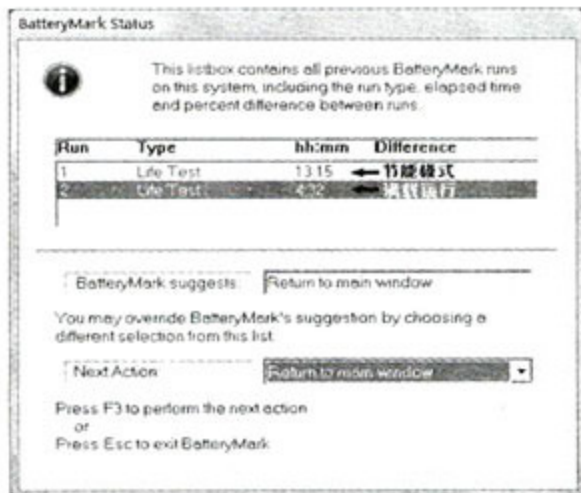 BatteryMark Status
This listbox contains all previous BatteryMark runs
on this system, including the run type, elapsed time
and percent difference between runs.
Run Type hh:mm Difference
1 Life Test 13:15 节能模式
2 Life Test 4:32 满载运行
BatteryMark suggests: Return to main window
You may override BatteryMark's suggestion by choosing a
different selection from this list
Next Action Return to main window
Press F3 to perform the next action
or
Press Esc to exit BatteryMark